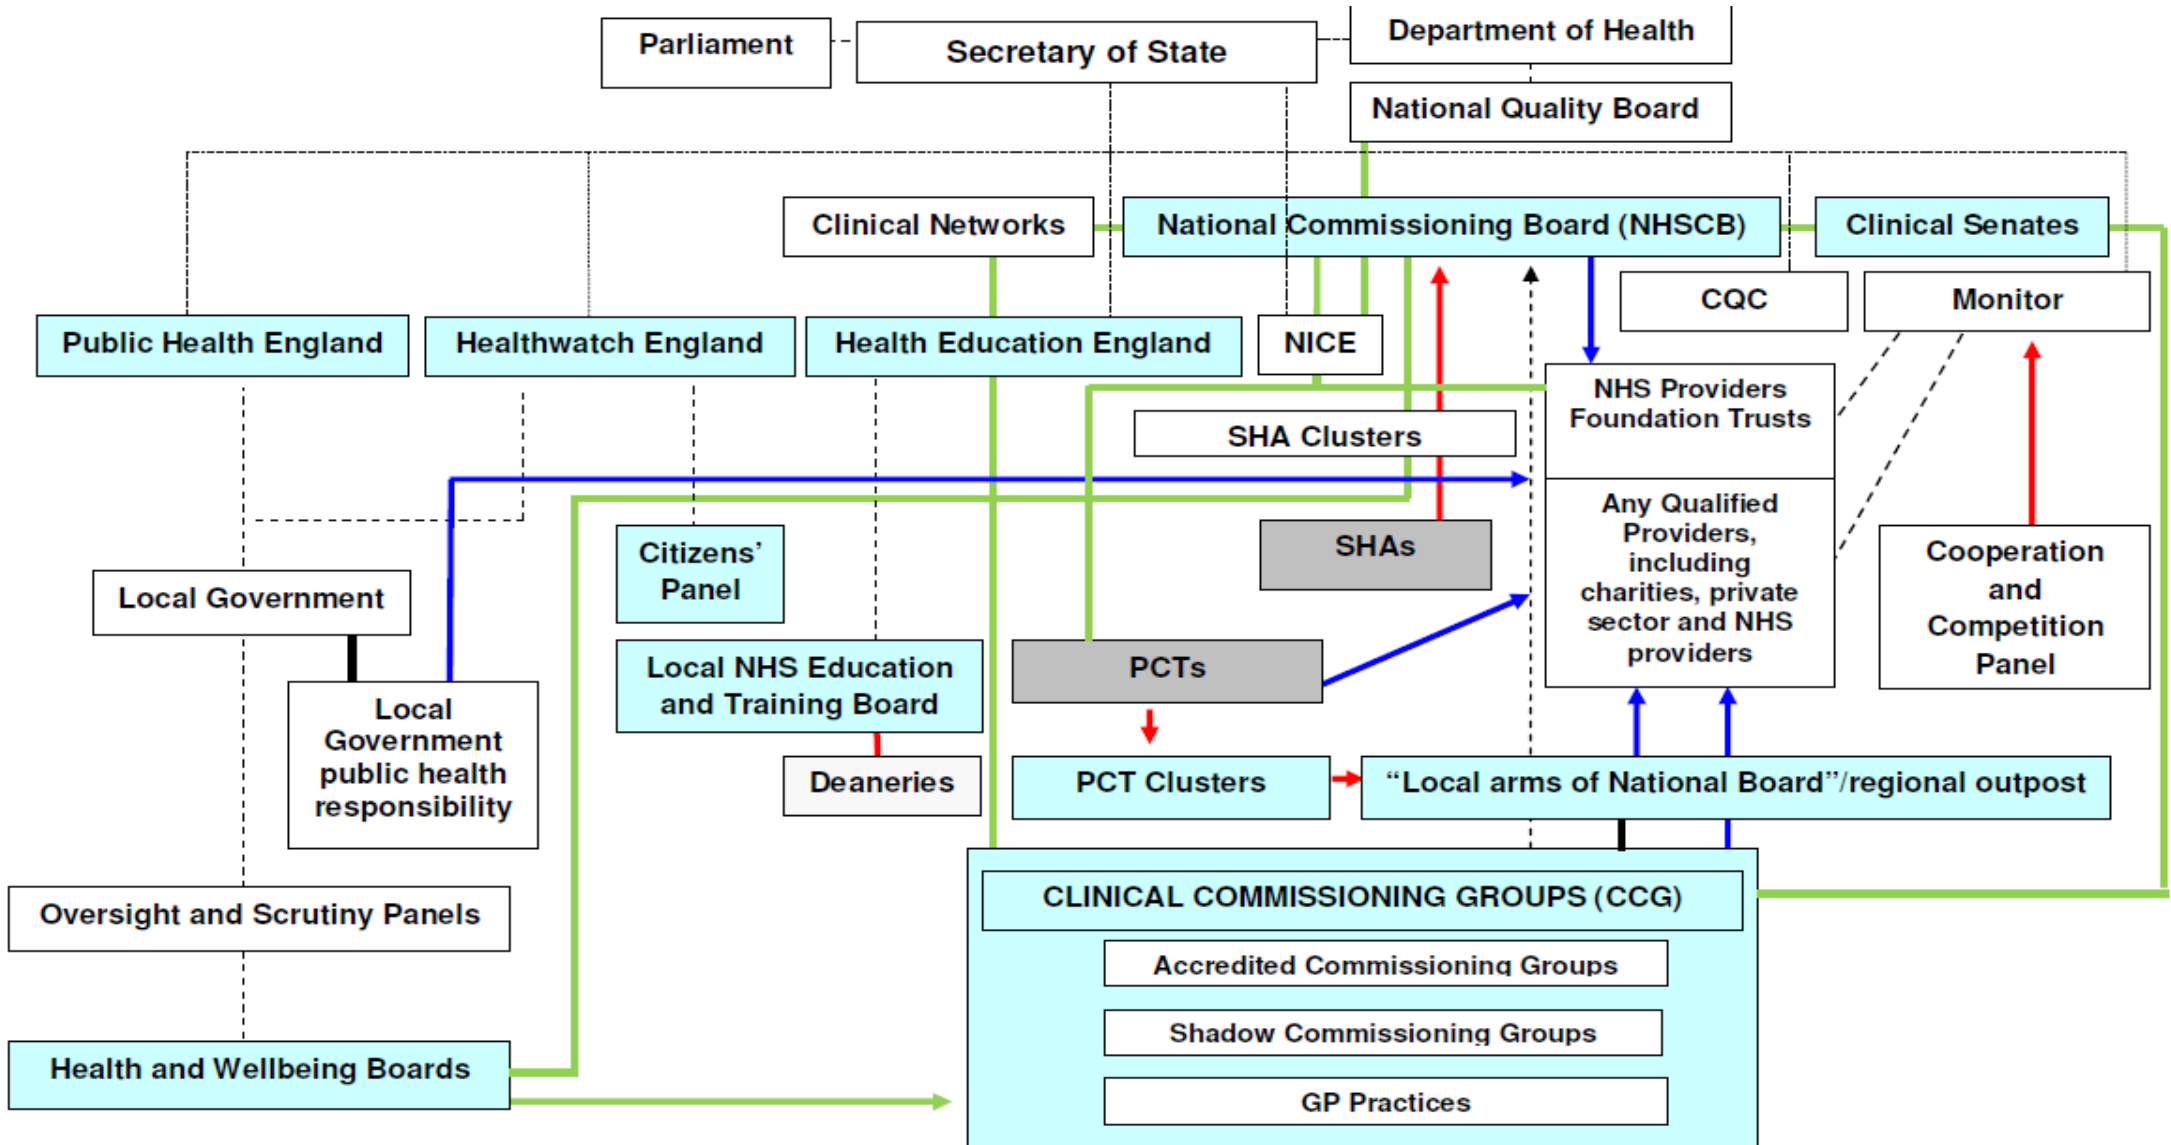 Parliament
Secretary of State
Department of Health
National Quality Board
Clinical Networks
National Commissioning Board (NHSCB)
Clinical Senates
CQC
Monitor
Public Health England
Healthwatch England
Health Education England
NICE
NHS Providers
Foundation Trusts
SHA Clusters
Any Qualified
Providers,
including
charities, private
sector and NHS
providers
SHAs
Cooperation
and
Competition
Panel
Citizens’
Panel
Local Government
Local NHS Education
and Training Board
PCTs
Local
Government
public health
responsibility
Deaneries
PCT Clusters
“Local arms of National Board”/regional outpost
CLINICAL COMMISSIONING GROUPS (CCG)
Oversight and Scrutiny Panels
Accredited Commissioning Groups
Shadow Commissioning Groups
Health and Wellbeing Boards
GP Practices